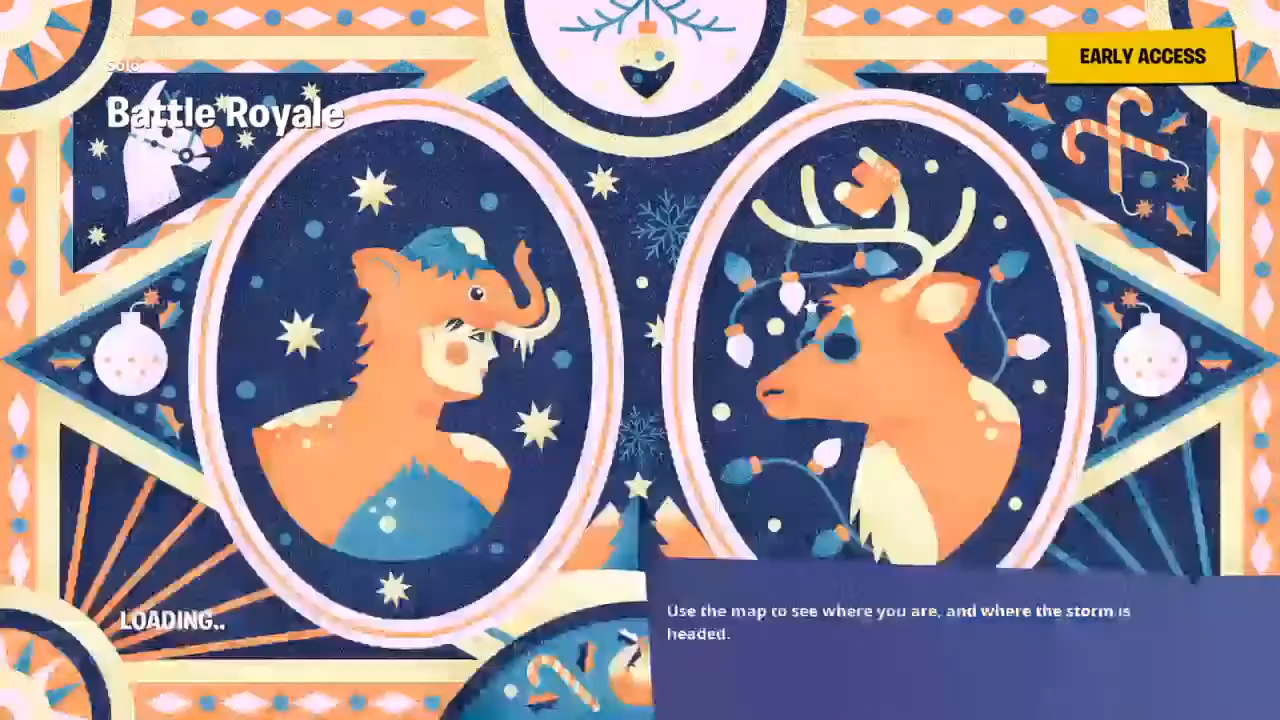 Solo
Battle Royale
EARLY ACCESS
LOADING..
Use the map to see where you are, and where the storm is
headed.